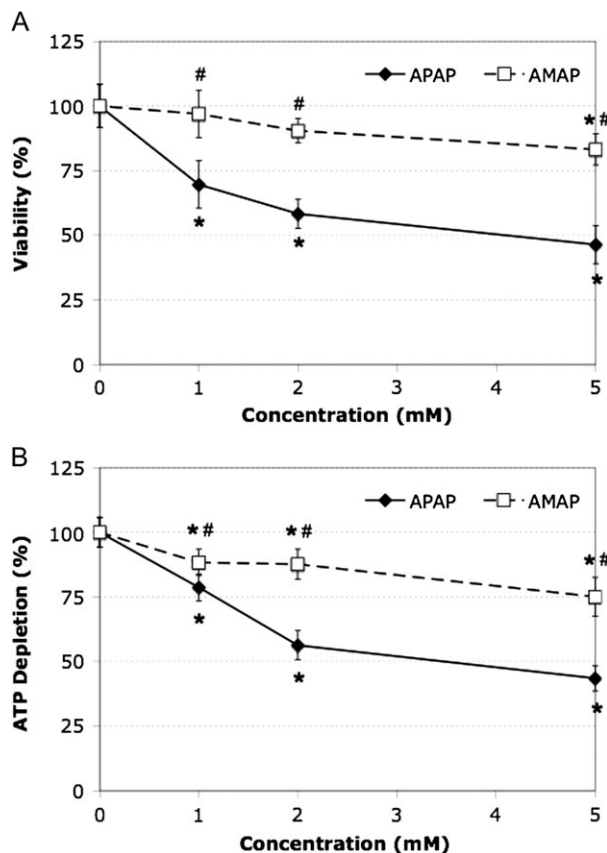 A
125
100
75
50
25
0
Viability (%)
APAP AMAP
# # *#
* * *
0 1 2 3 4 5
Concentration (mM)
B
125
100
75
50
25
0
ATP Depletion (%)
APAP AMAP
*# *# *#
* * *
0 1 2 3 4 5
Concentration (mM)